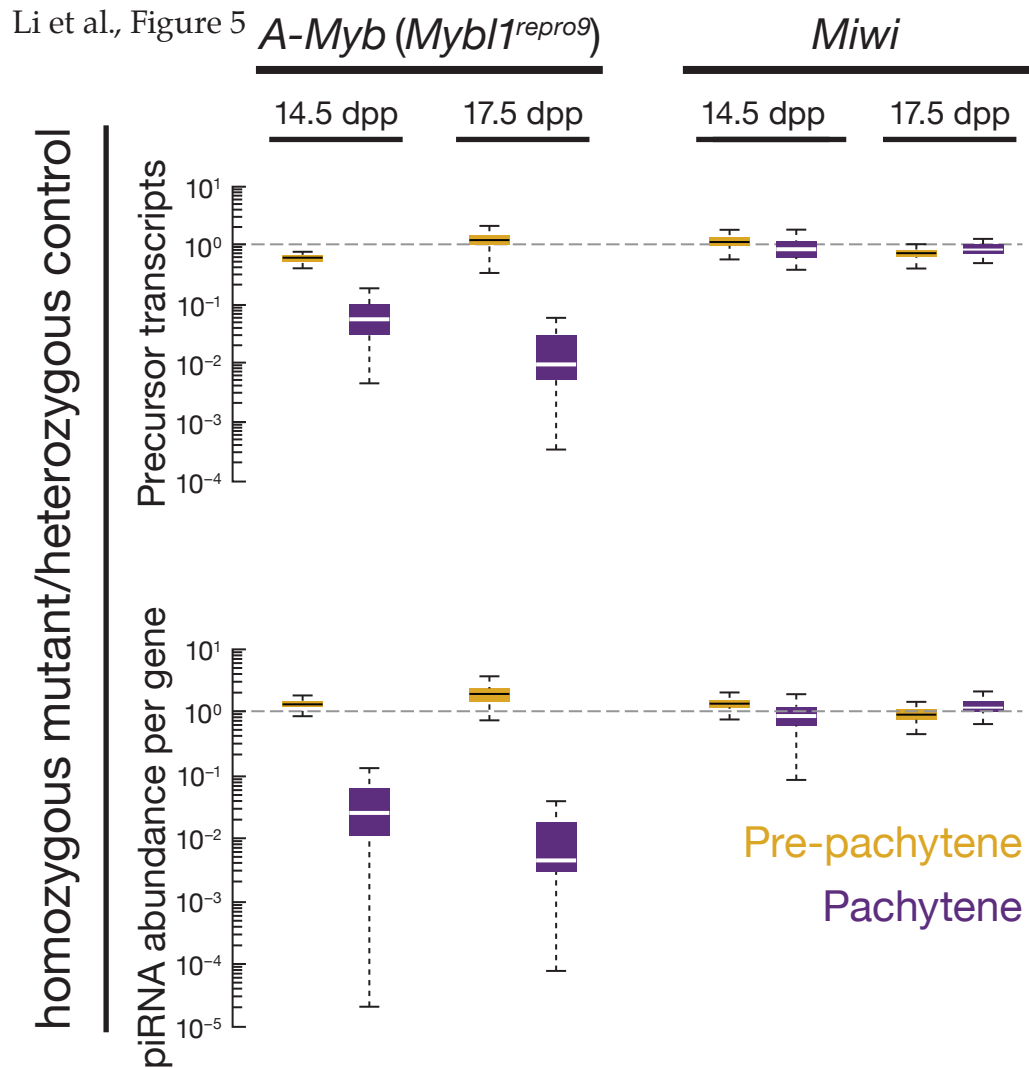 Li et al., Figure 5
A-Myb (Mybl1repro9)
Miwi
14.5 dpp
17.5 dpp
14.5 dpp
17.5 dpp
homozygous mutant/heterozygous control
Precursor transcripts
10¹
10⁰
10⁻¹
10⁻²
10⁻³
10⁻⁴
piRNA abundance per gene
10¹
10⁰
10⁻¹
10⁻²
10⁻³
10⁻⁴
10⁻⁵
Pre-pachytene
Pachytene